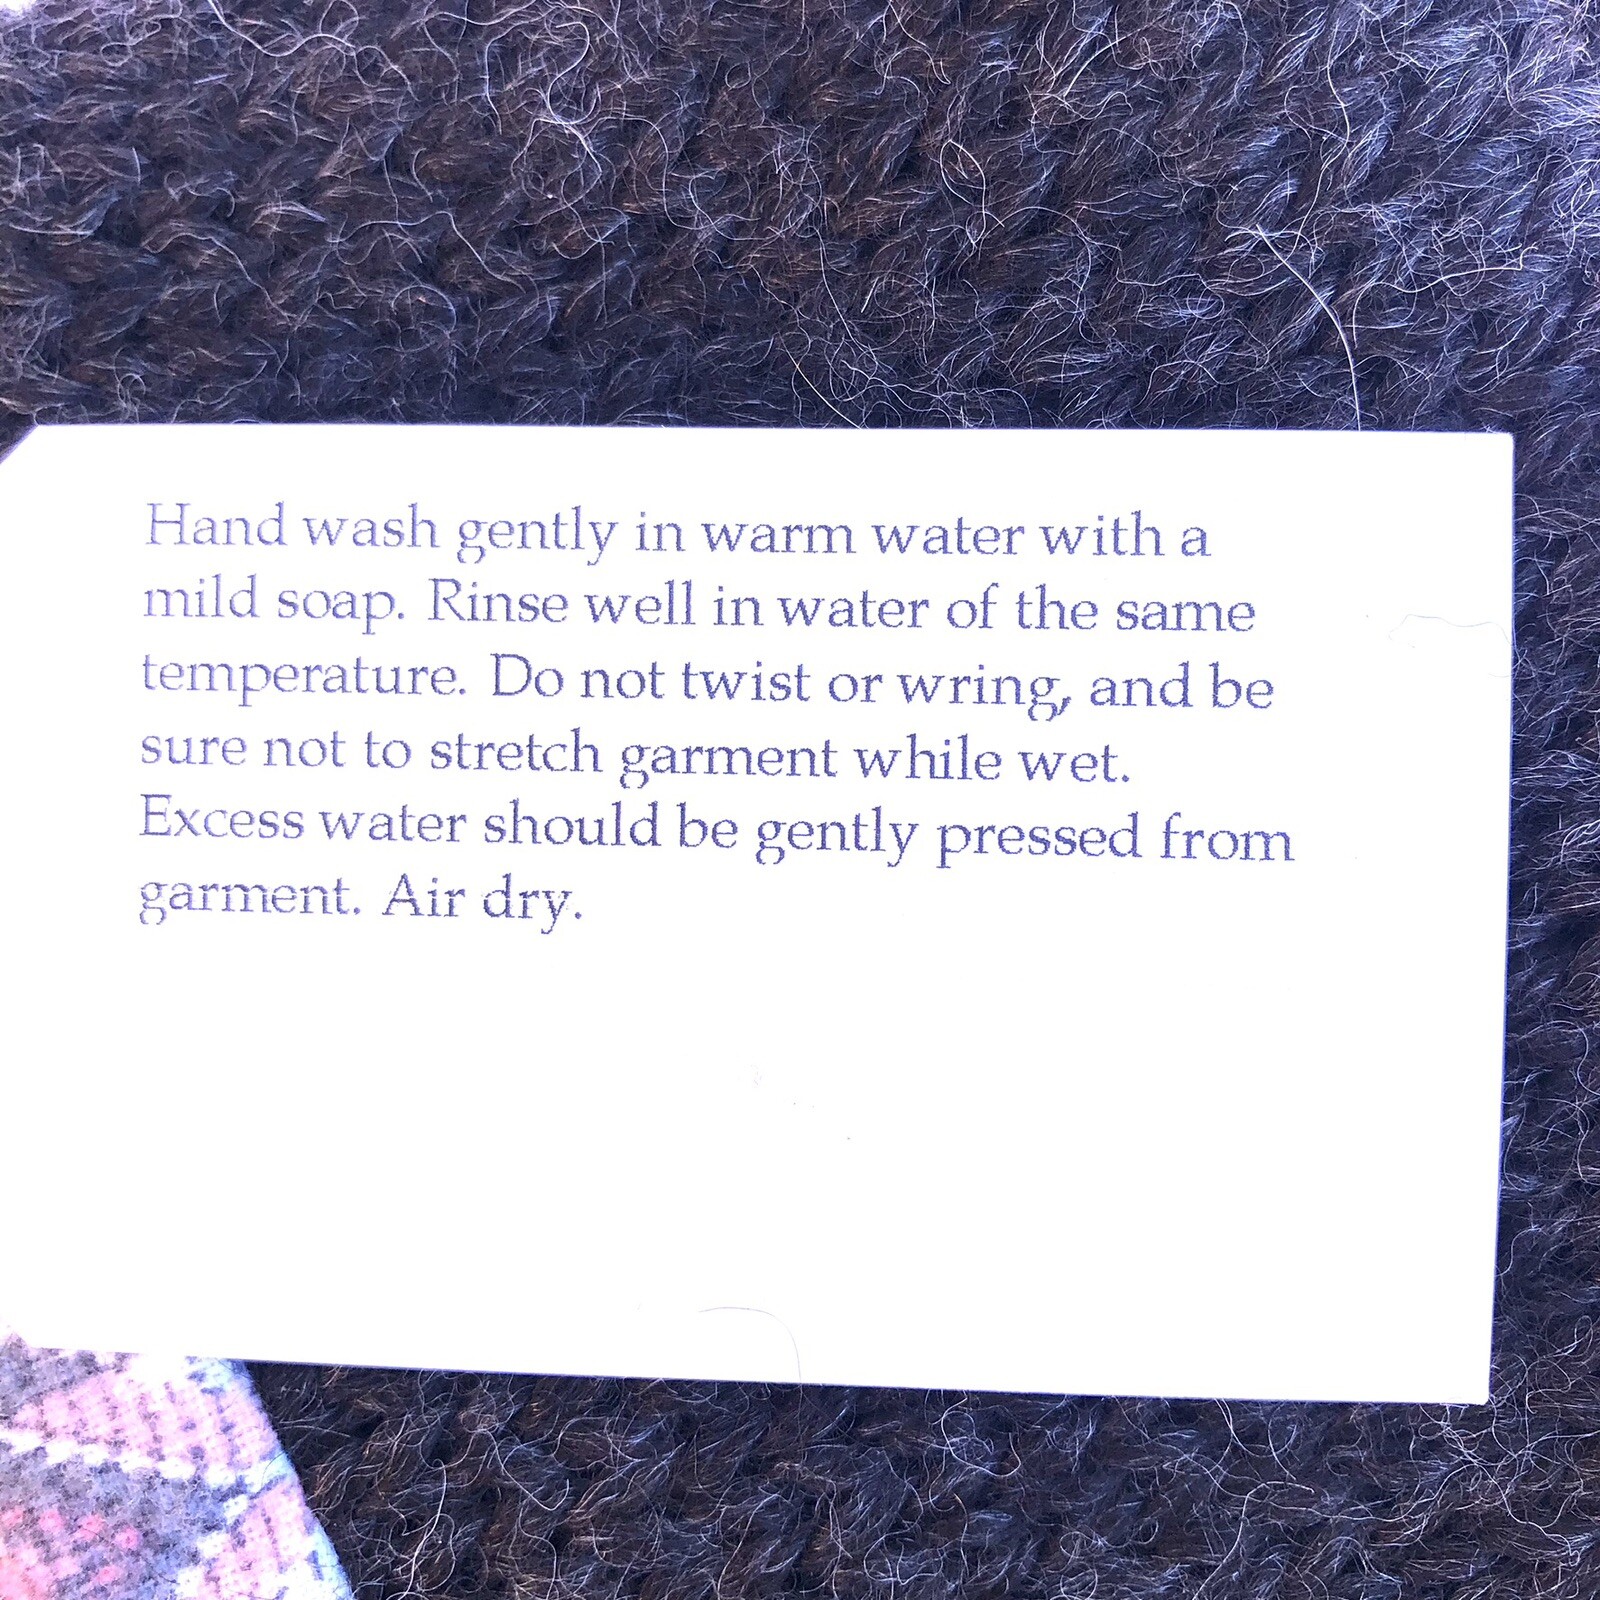 Hand wash gently in warm water with a
mild soap. Rinse well in water of the same
temperature. Do not twist or wring, and be
sure not to stretch garment while wet.
Excess water should be gently pressed from
garment. Air dry.